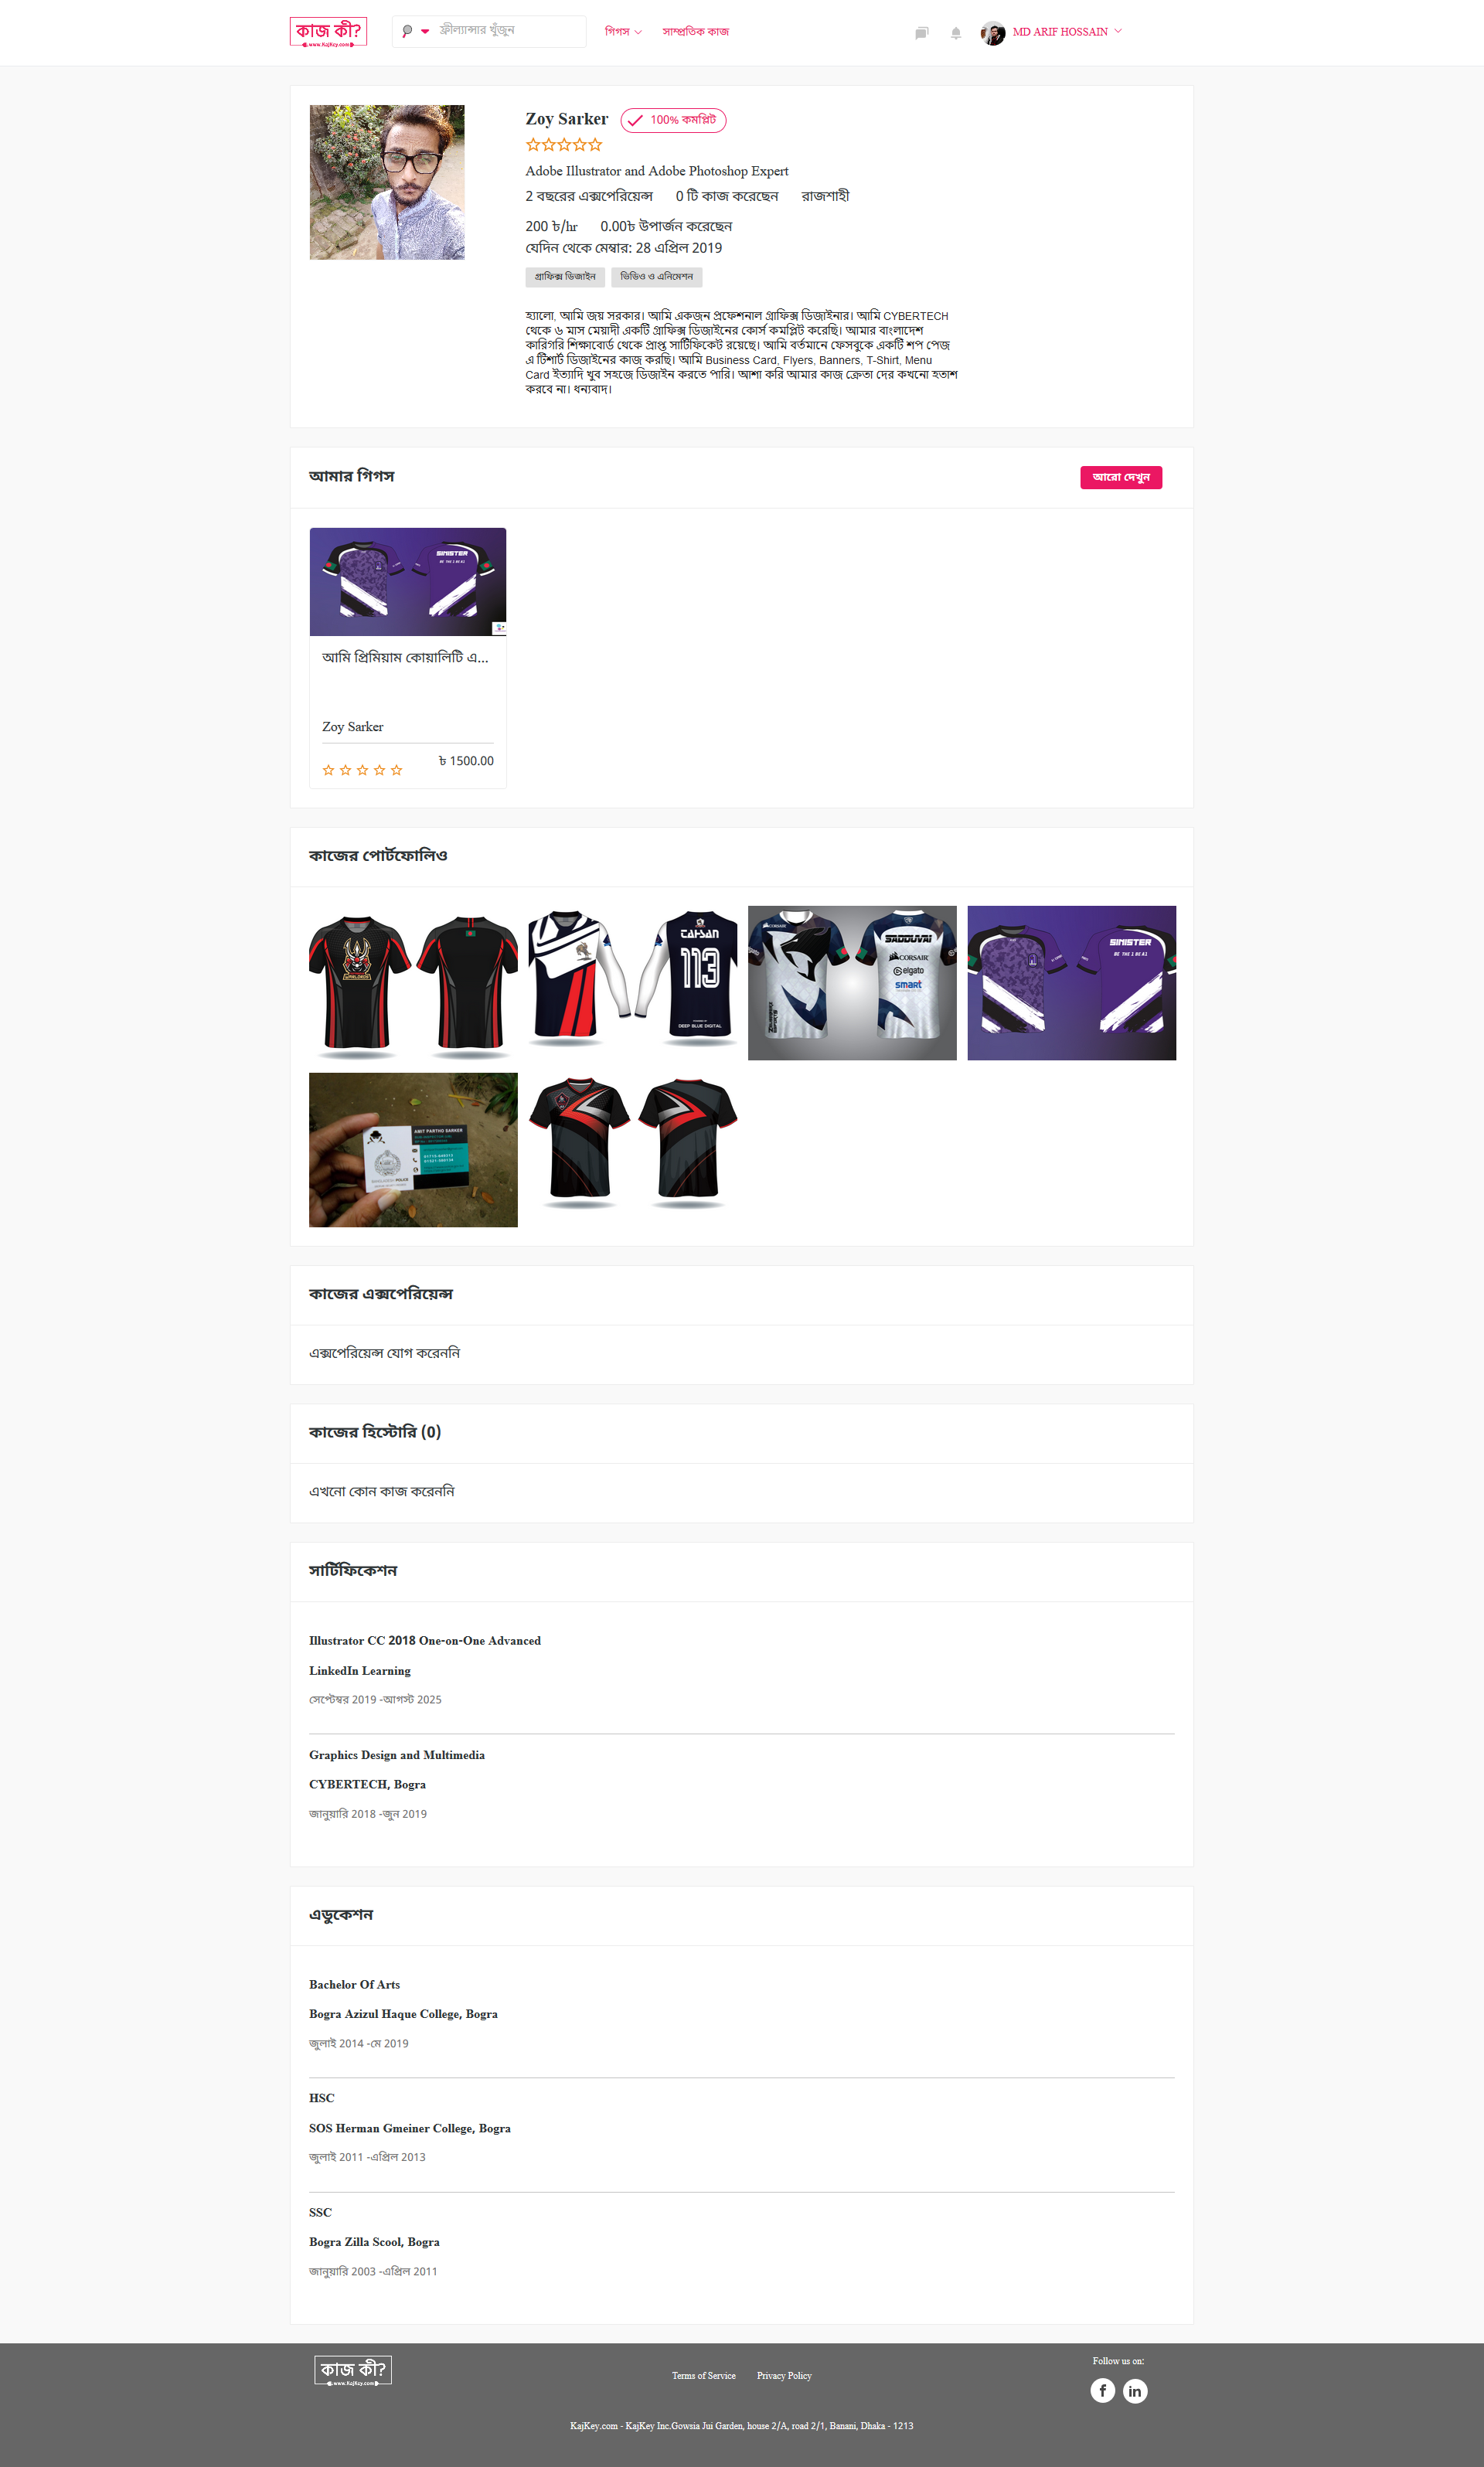 কাজ কী?
www.KajKey.com
ফ্রীল্যান্সার খুঁজুন
গিগস
সাম্প্রতিক কাজ
MD ARIF HOSSAIN
Zoy Sarker
100% কমপ্লিট
Adobe Illustrator and Adobe Photoshop Expert
2 বছরের এক্সপেরিয়েন্স 0 টি কাজ করেছেন রাজশাহী
200 ৳/hr 0.00৳ উপার্জন করেছেন
যেদিন থেকে মেম্বার: 28 এপ্রিল 2019
গ্রাফিক্স ডিজাইন ভিডিও ও এনিমেশন
হ্যালো, আমি জয় সরকার। আমি একজন প্রফেশনাল গ্রাফিক্স ডিজাইনার। আমি CYBERTECH
থেকে ৬ মাস মেয়াদী একটি গ্রাফিক্স ডিজাইনের কোর্স কমপ্লিট করেছি। আমার বাংলাদেশ
কারিগরি শিক্ষাবোর্ড থেকে প্রাপ্ত সার্টিফিকেট রয়েছে। আমি বর্তমানে ফেসবুকে একটি শপ পেজ
এ টিশার্ট ডিজাইনের কাজ করছি। আমি Business Card, Flyers, Banners, T-Shirt, Menu
Card ইত্যাদি খুব সহজে ডিজাইন করতে পারি। আশা করি আমার কাজ ক্রেতা দের কখনো হতাশ
করবে না। ধন্যবাদ।
আমার গিগস
আরো দেখুন
SINISTER
BE THE 1 BE A1
আমি প্রিমিয়াম কোয়ালিটি এ...
Zoy Sarker
৳ 1500.00
কাজের পোর্টফোলিও
TAHSAN
113
DEEP BLUE DIGITAL
CORSAIR
SADDUVAI
CORSAIR
elgato
smart
SINISTER
BE THE 1 BE A1
AMIT PARTHO SARKER
কাজের এক্সপেরিয়েন্স
এক্সপেরিয়েন্স যোগ করেননি
কাজের হিস্টোরি (0)
এখনো কোন কাজ করেননি
সার্টিফিকেশন
Illustrator CC 2018 One-on-One Advanced
LinkedIn Learning
সেপ্টেম্বর 2019 -আগস্ট 2025
Graphics Design and Multimedia
CYBERTECH, Bogra
জানুয়ারি 2018 -জুন 2019
এডুকেশন
Bachelor Of Arts
Bogra Azizul Haque College, Bogra
জুলাই 2014 -মে 2019
HSC
SOS Herman Gmeiner College, Bogra
জুলাই 2011 -এপ্রিল 2013
SSC
Bogra Zilla Scool, Bogra
জানুয়ারি 2003 -এপ্রিল 2011
কাজ কী?
www.KajKey.com
Terms of Service Privacy Policy
Follow us on:
KajKey.com - KajKey Inc.Gowsia Jui Garden, house 2/A, road 2/1, Banani, Dhaka - 1213